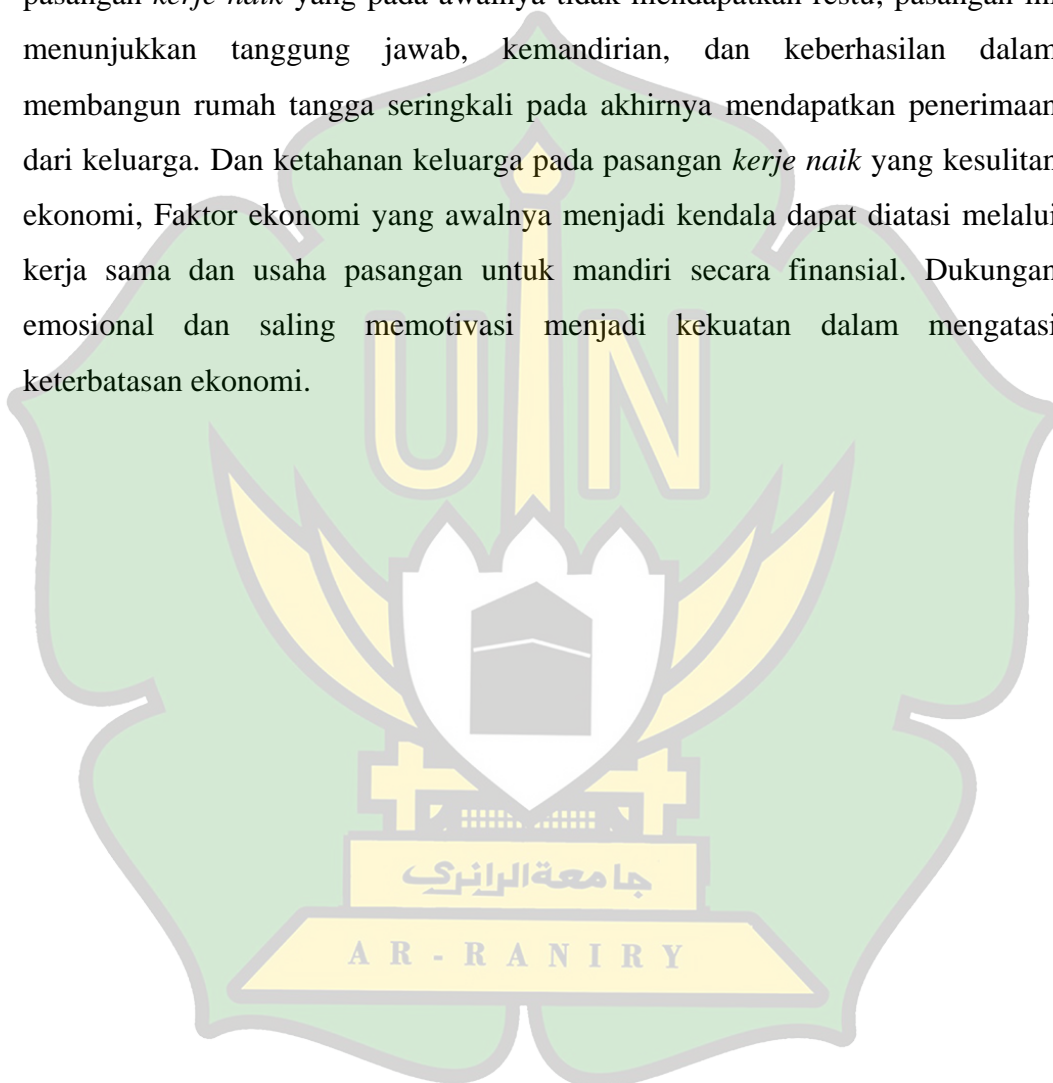 pasangan kerje naik yang pada awalnya tidak mendapatkan restu, pasangan ini
menunjukkan tanggung jawab, kemandirian, dan keberhasilan dalam
membangun rumah tangga seringkali pada akhirnya mendapatkan penerimaan
dari keluarga. Dan ketahanan keluarga pada pasangan kerje naik yang kesulitan
ekonomi, Faktor ekonomi yang awalnya menjadi kendala dapat diatasi melalui
kerja sama dan usaha pasangan untuk mandiri secara finansial. Dukungan
emosional dan saling memotivasi menjadi kekuatan dalam mengatasi
keterbatasan ekonomi.
UIN
جامعة الرانري
AR-RANIRY